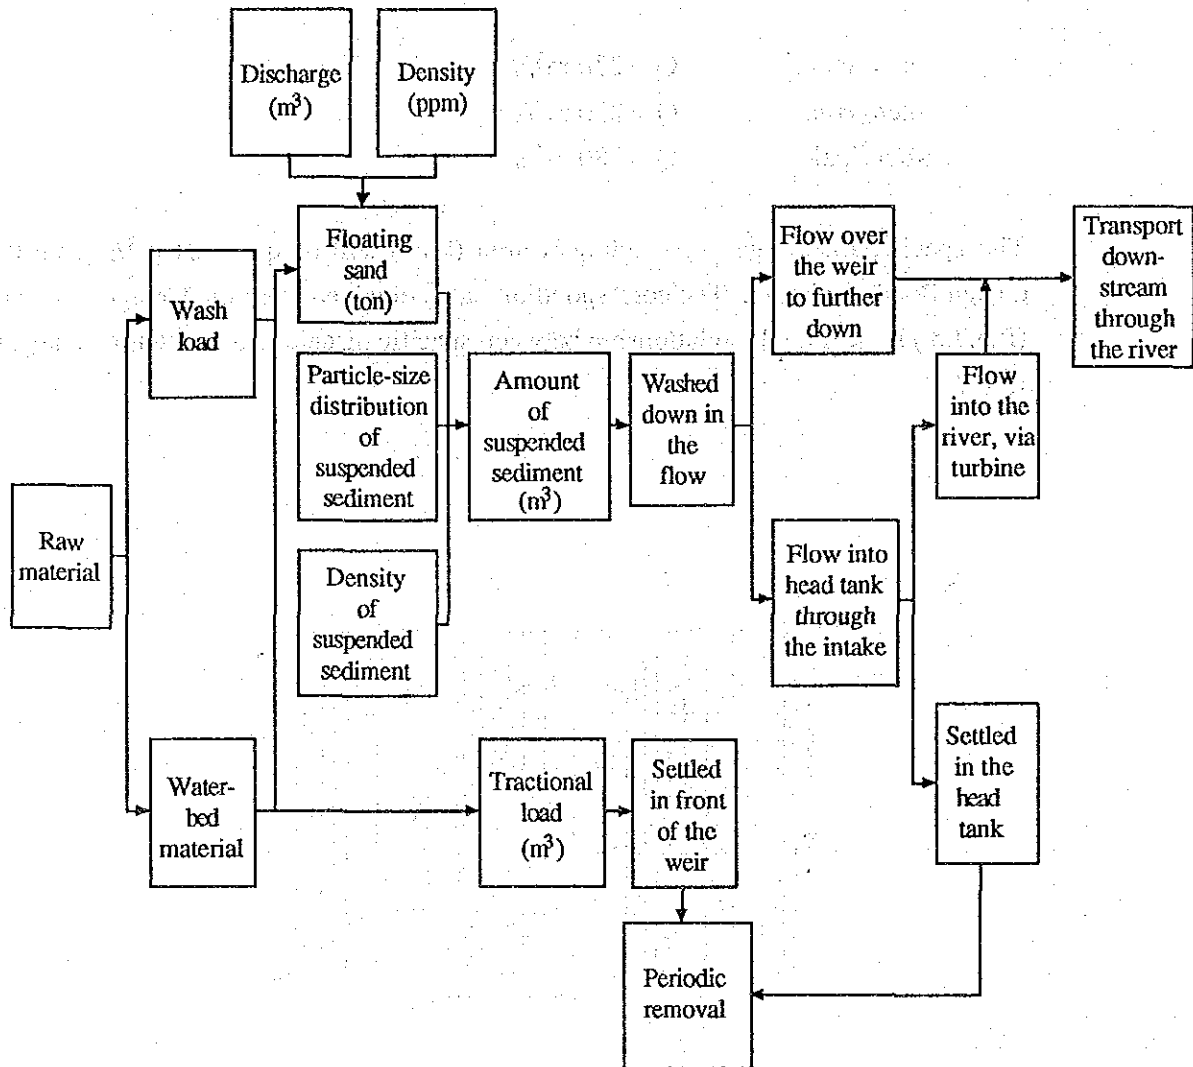 Discharge
(m³)
Density
(ppm)
Floating
sand
(ton)
Wash
load
Particle-size
distribution
of
suspended
sediment
Amount
of
suspended
sediment
(m³)
Washed
down in
the
flow
Flow over
the weir
to further
down
Transport
down-
stream
through
the river
Flow
into the
river, via
turbine
Raw
material
Density
of
suspended
sediment
Flow into
head tank
through
the intake
Water-
bed
material
Tractional
load
(m³)
Settled
in front
of the
weir
Settled
in the
head
tank
Periodic
removal